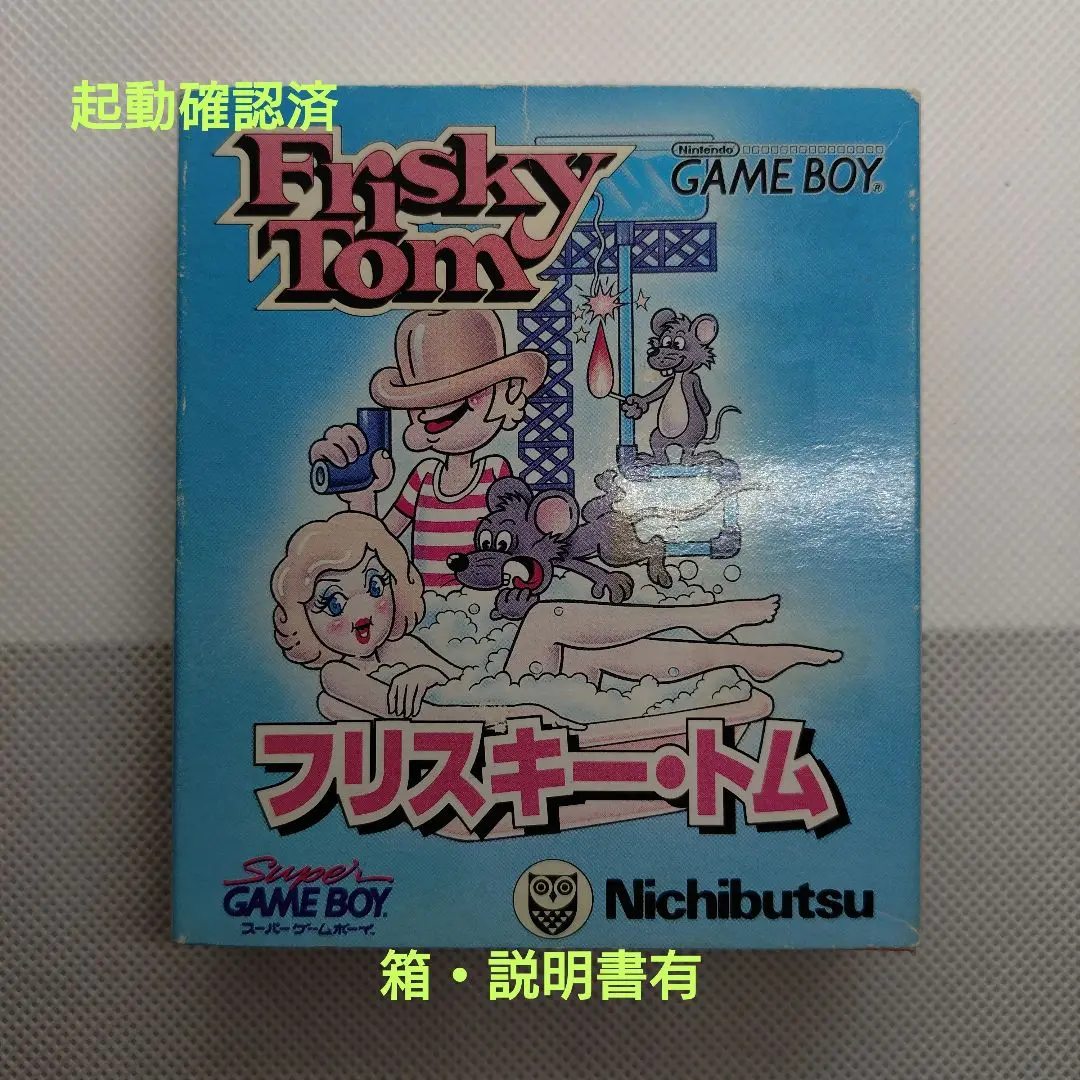 起動確認済
Frisky
Tom
Nintendo
GAME BOY®
フリスキー・トム
Super
GAME BOY
スーパーゲームボーイ
Nichibutsu
箱・説明書有